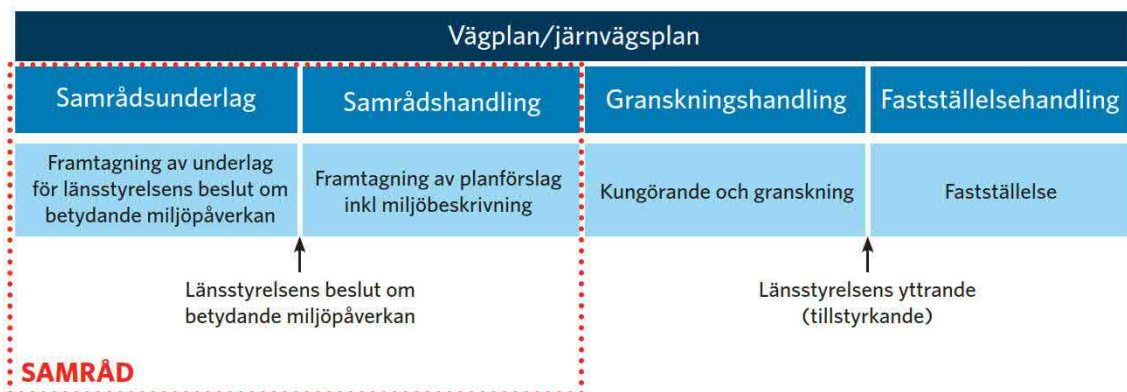 Vägplan/järnvägsplan
Samrådsunderlag
Samrådshandling
Granskningshandling
Fastställelsehandling
Framtagning av underlag
för länsstyrelsens beslut om
betydande miljöpåverkan
Framtagning av planförslag
inkl miljöbeskrivning
Kungörande och granskning
Fastställelse
Länsstyrelsens beslut om
betydande miljöpåverkan
Länsstyrelsens yttrande
(tillstyrkande)
SAMRÅD